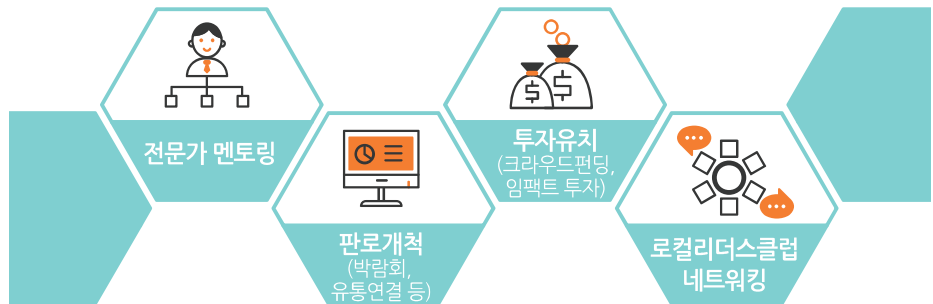 전문가 멘토링
판로개척
(박람회,
유통연결 등)
투자유치
(크라우드펀딩,
임팩트 투자)
로컬리더스클럽
네트워킹